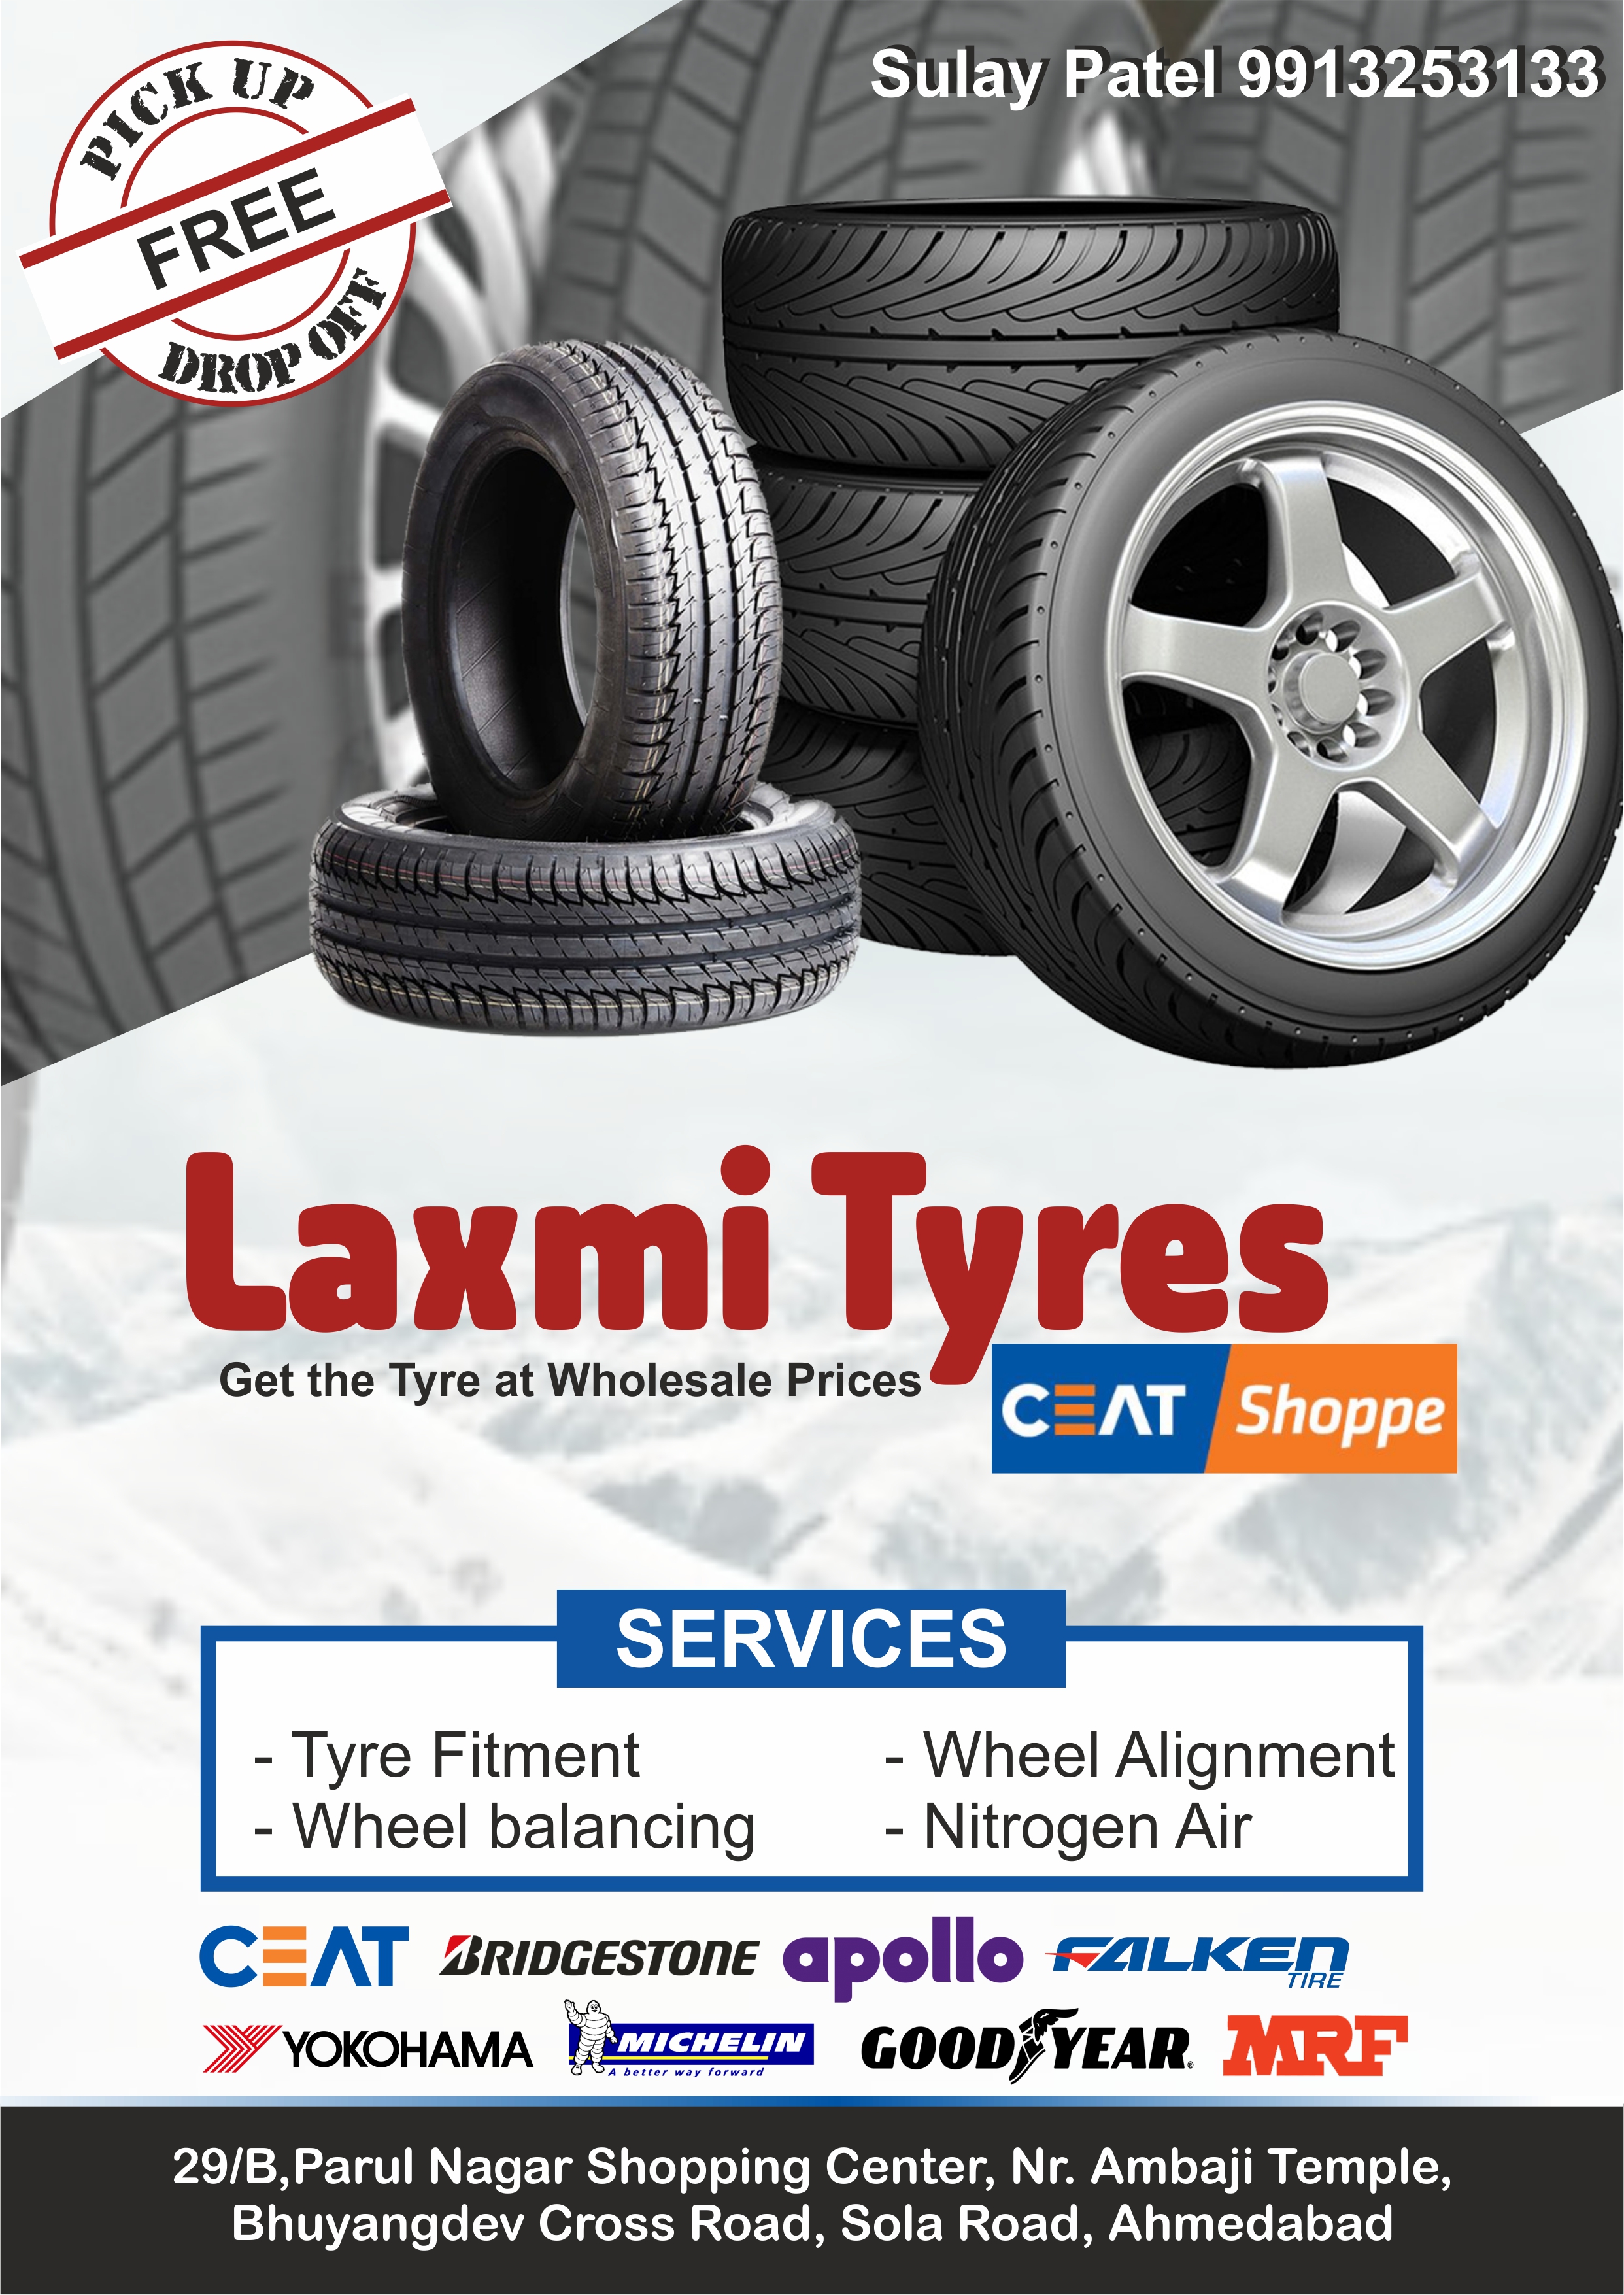 Sulay Patel 9913253133
PICK UP
FREE
DROP OFF
Laxmi Tyres
Get the Tyre at Wholesale Prices
CEAT Shoppe
SERVICES
- Tyre Fitment
- Wheel Alignment
- Wheel balancing
- Nitrogen Air
CEAT BRIDGESTONE apollo FALKEN
TIRE
YOKOHAMA MICHELIN GOODYEAR® MRF
A better way forward
29/B,Parul Nagar Shopping Center, Nr. Ambaji Temple,
Bhuyangdev Cross Road, Sola Road, Ahmedabad